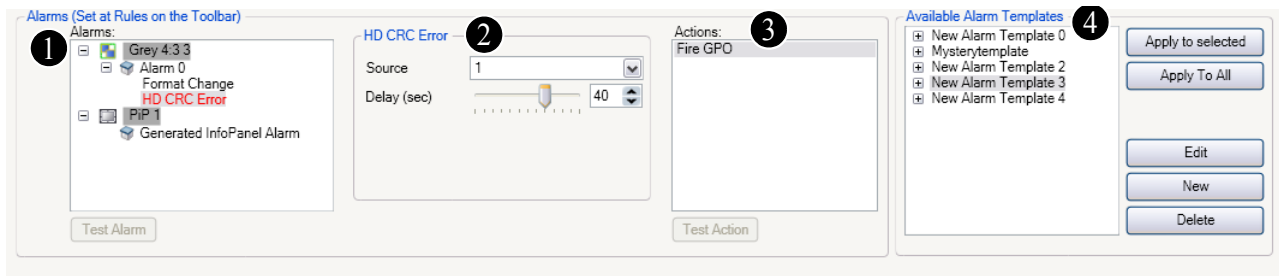 Alarms (Set at Rules on the Toolbar)
1
Alarms:
Grey 4:3 3
Alarm 0
Format Change
HD CRC Error
PiP 1
Generated InfoPanel Alarm
Test Alarm
2
HD CRC Error
Source 1
Delay (sec) 40
3
Actions:
Fire GPO
Test Action
Available Alarm Templates
4
New Alarm Template 0
Mysterytemplate
New Alarm Template 2
New Alarm Template 3
New Alarm Template 4
Apply to selected
Apply To All
Edit
New
Delete